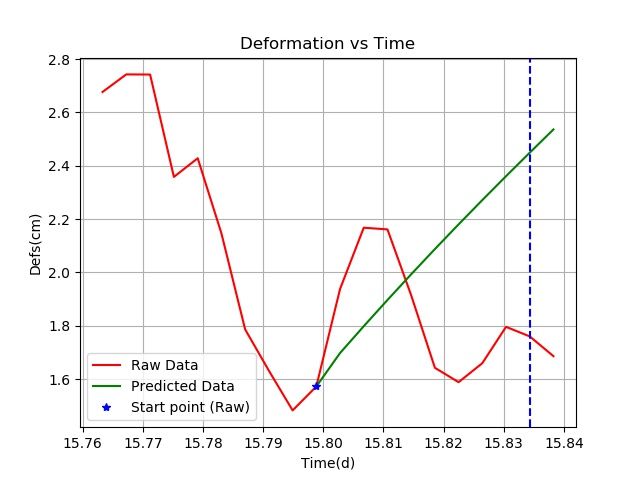 Deformation vs Time
Defs(cm)
2.8
2.6
2.4
2.2
2.0
1.8
1.6
Raw Data
Predicted Data
Start point (Raw)
15.76 15.77 15.78 15.79 15.80 15.81 15.82 15.83 15.84
Time(d)